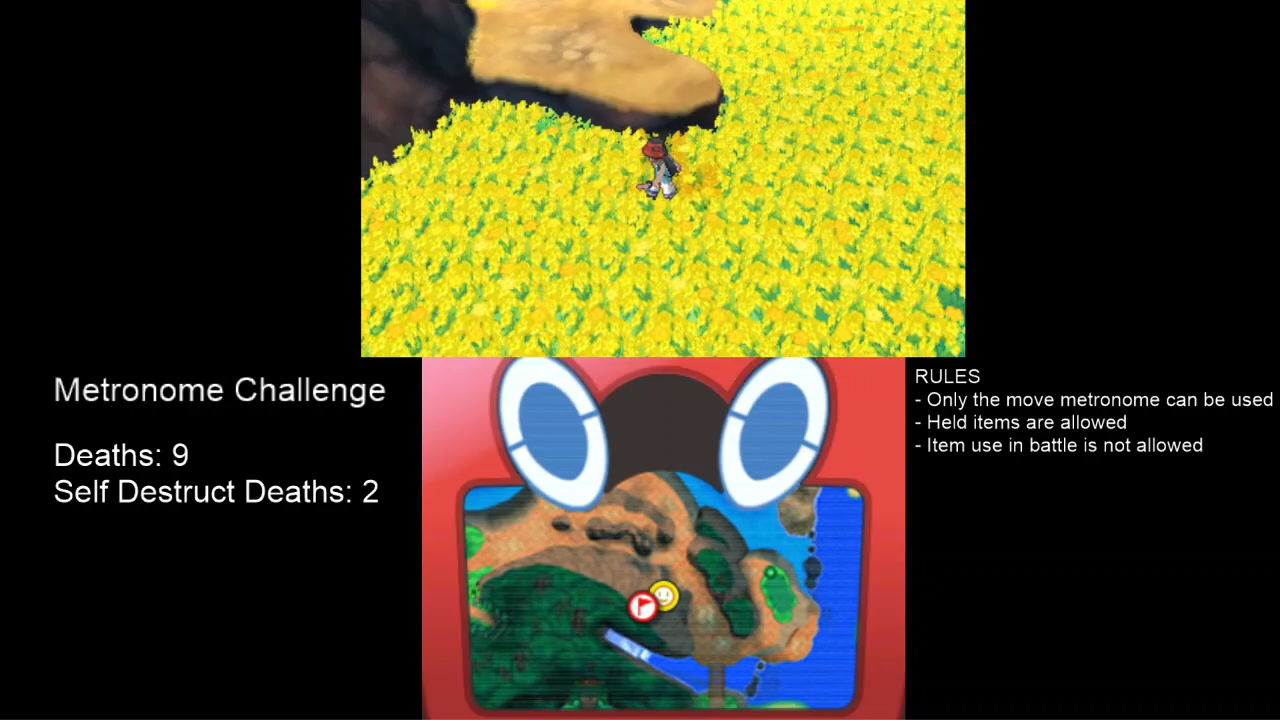 Metronome Challenge
Deaths: 9
Self Destruct Deaths: 2
RULES
- Only the move metronome can be used
- Held items are allowed
- Item use in battle is not allowed